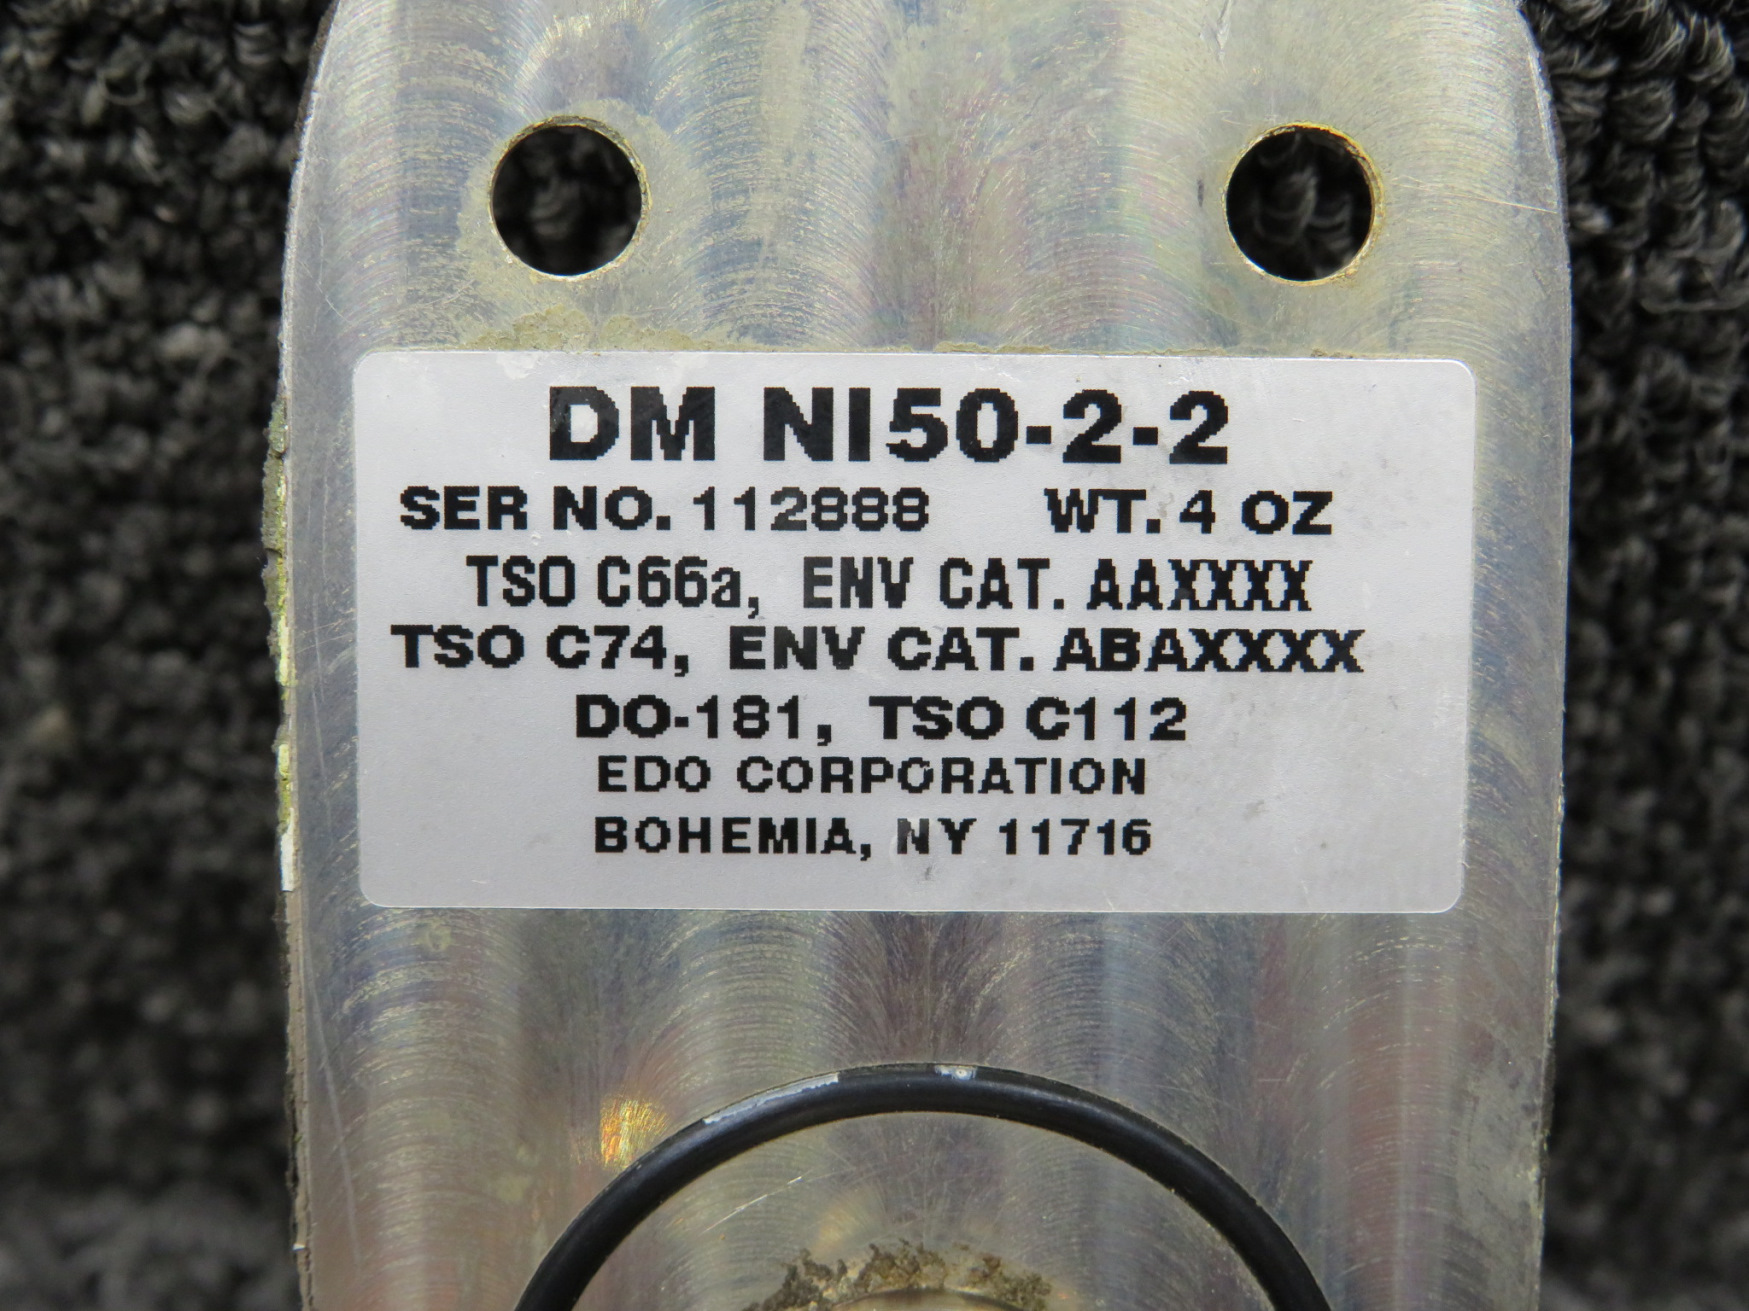 DM NI50-2-2
SER NO. 112888 WT. 4 OZ
TSO C66a, ENV CAT. AAXXXX
TSO C74, ENV CAT. ABAXXXX
DO-181, TSO C112
EDO CORPORATION
BOHEMIA, NY 11716